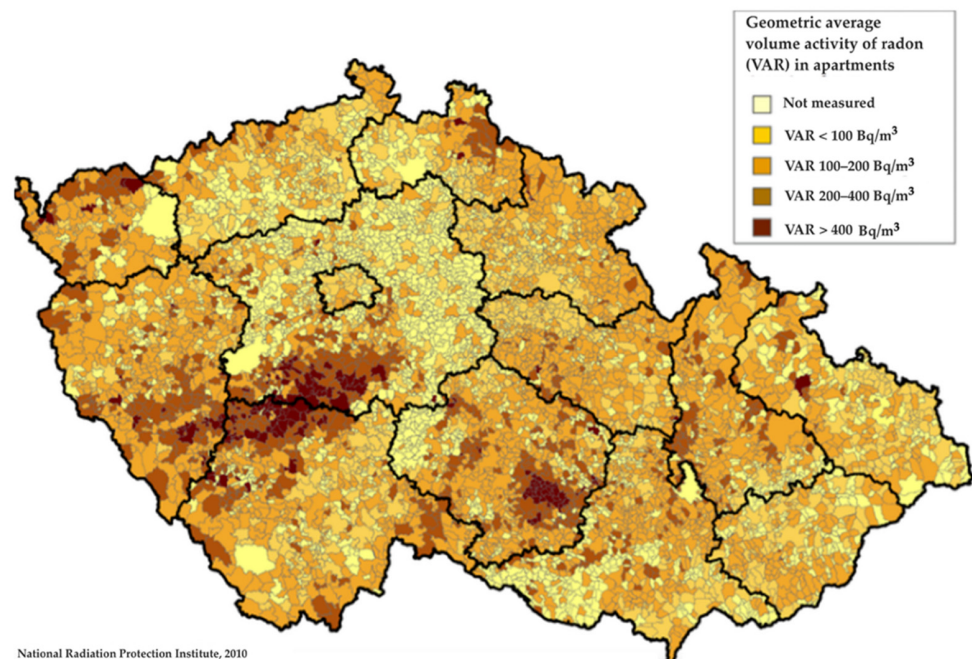 Geometric average
volume activity of radon
(VAR) in apartments
Not measured
VAR < 100 Bq/m³
VAR 100–200 Bq/m³
VAR 200–400 Bq/m³
VAR > 400 Bq/m³
National Radiation Protection Institute, 2010